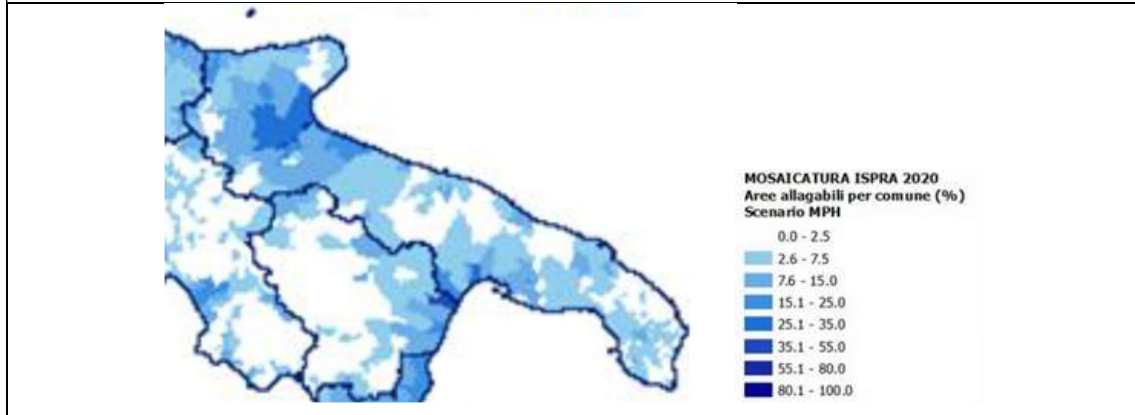 MOSAICATURA ISPRA 2020
Aree allagabili per comune (%)
Scenario MPH
0.0 - 2.5
2.6 - 7.5
7.6 - 15.0
15.1 - 25.0
25.1 - 35.0
35.1 - 55.0
55.1 - 80.0
80.1 - 100.0